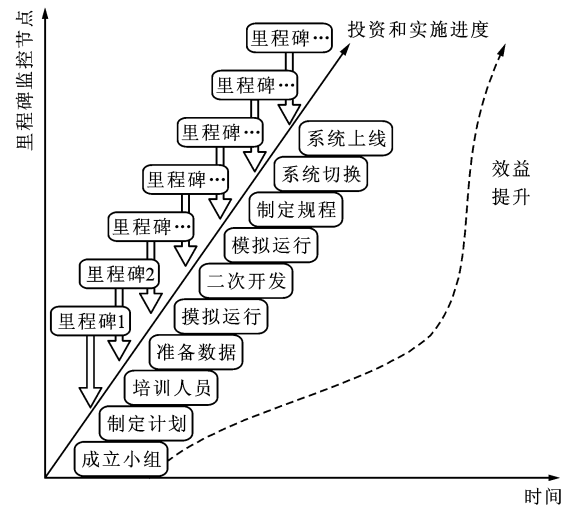 里程碑监控节点
里程碑…
投资和实施进度
里程碑…
里程碑…
系统上线
里程碑…
系统切换
效益
提升
制定规程
里程碑…
模拟运行
里程碑2
二次开发
里程碑1
摸拟运行
准备数据
培训人员
制定计划
成立小组
时间